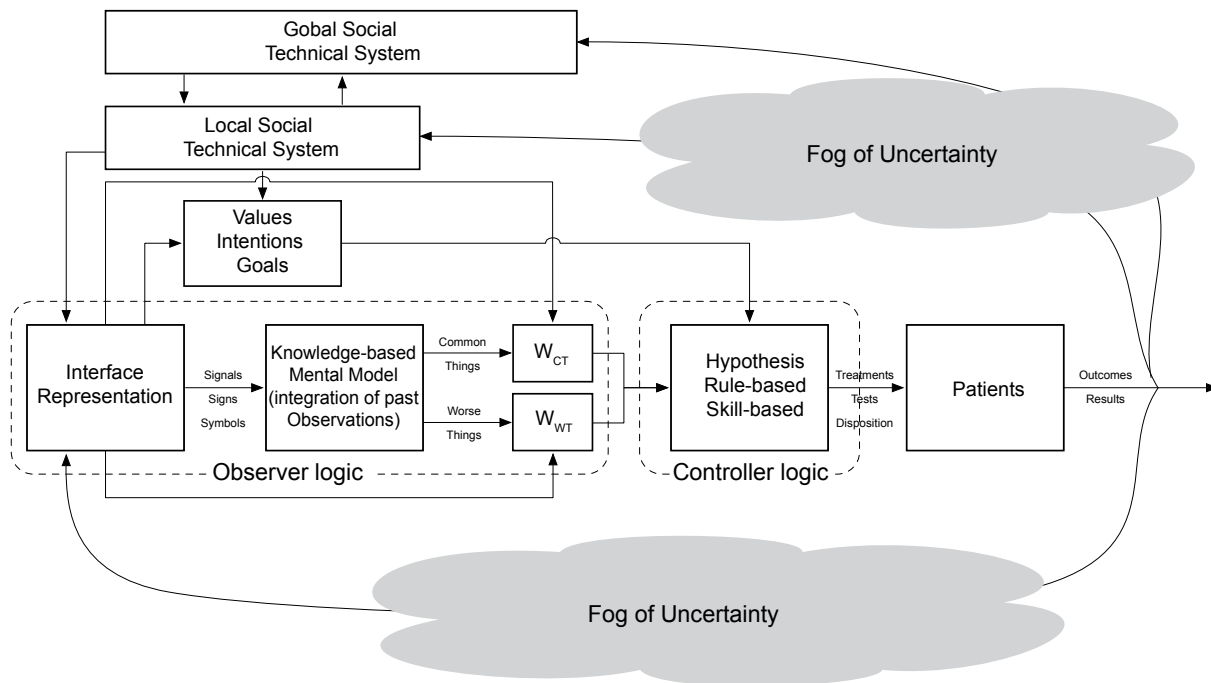 Gobal Social
Technical System
Local Social
Technical System
Fog of Uncertainty
Values
Intentions
Goals
Interface
Representation
Signals
Signs
Symbols
Knowledge-based
Mental Model
(integration of past
Observations)
Common
Things
Worse
Things
W_CT
W_WT
Observer logic
Hypothesis
Rule-based
Skill-based
Controller logic
Treatments
Tests
Disposition
Patients
Outcomes
Results
Fog of Uncertainty